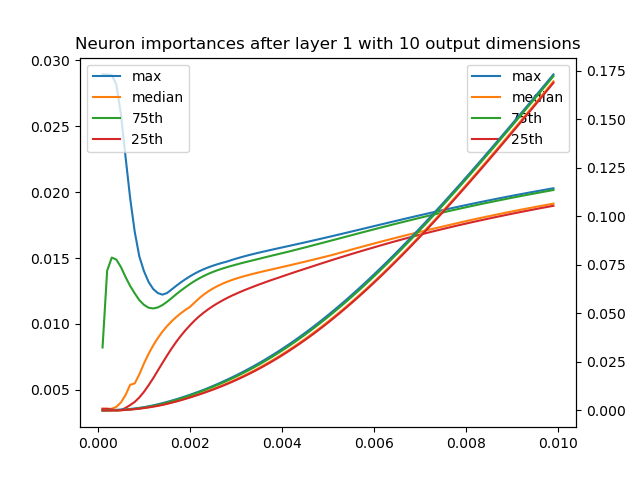 Neuron importances after layer 1 with 10 output dimensions
0.030
0.025
0.020
0.015
0.010
0.005
max
median
75th
25th
max
median
75th
25th
0.175
0.150
0.125
0.100
0.075
0.050
0.025
0.000
0.000 0.002 0.004 0.006 0.008 0.010